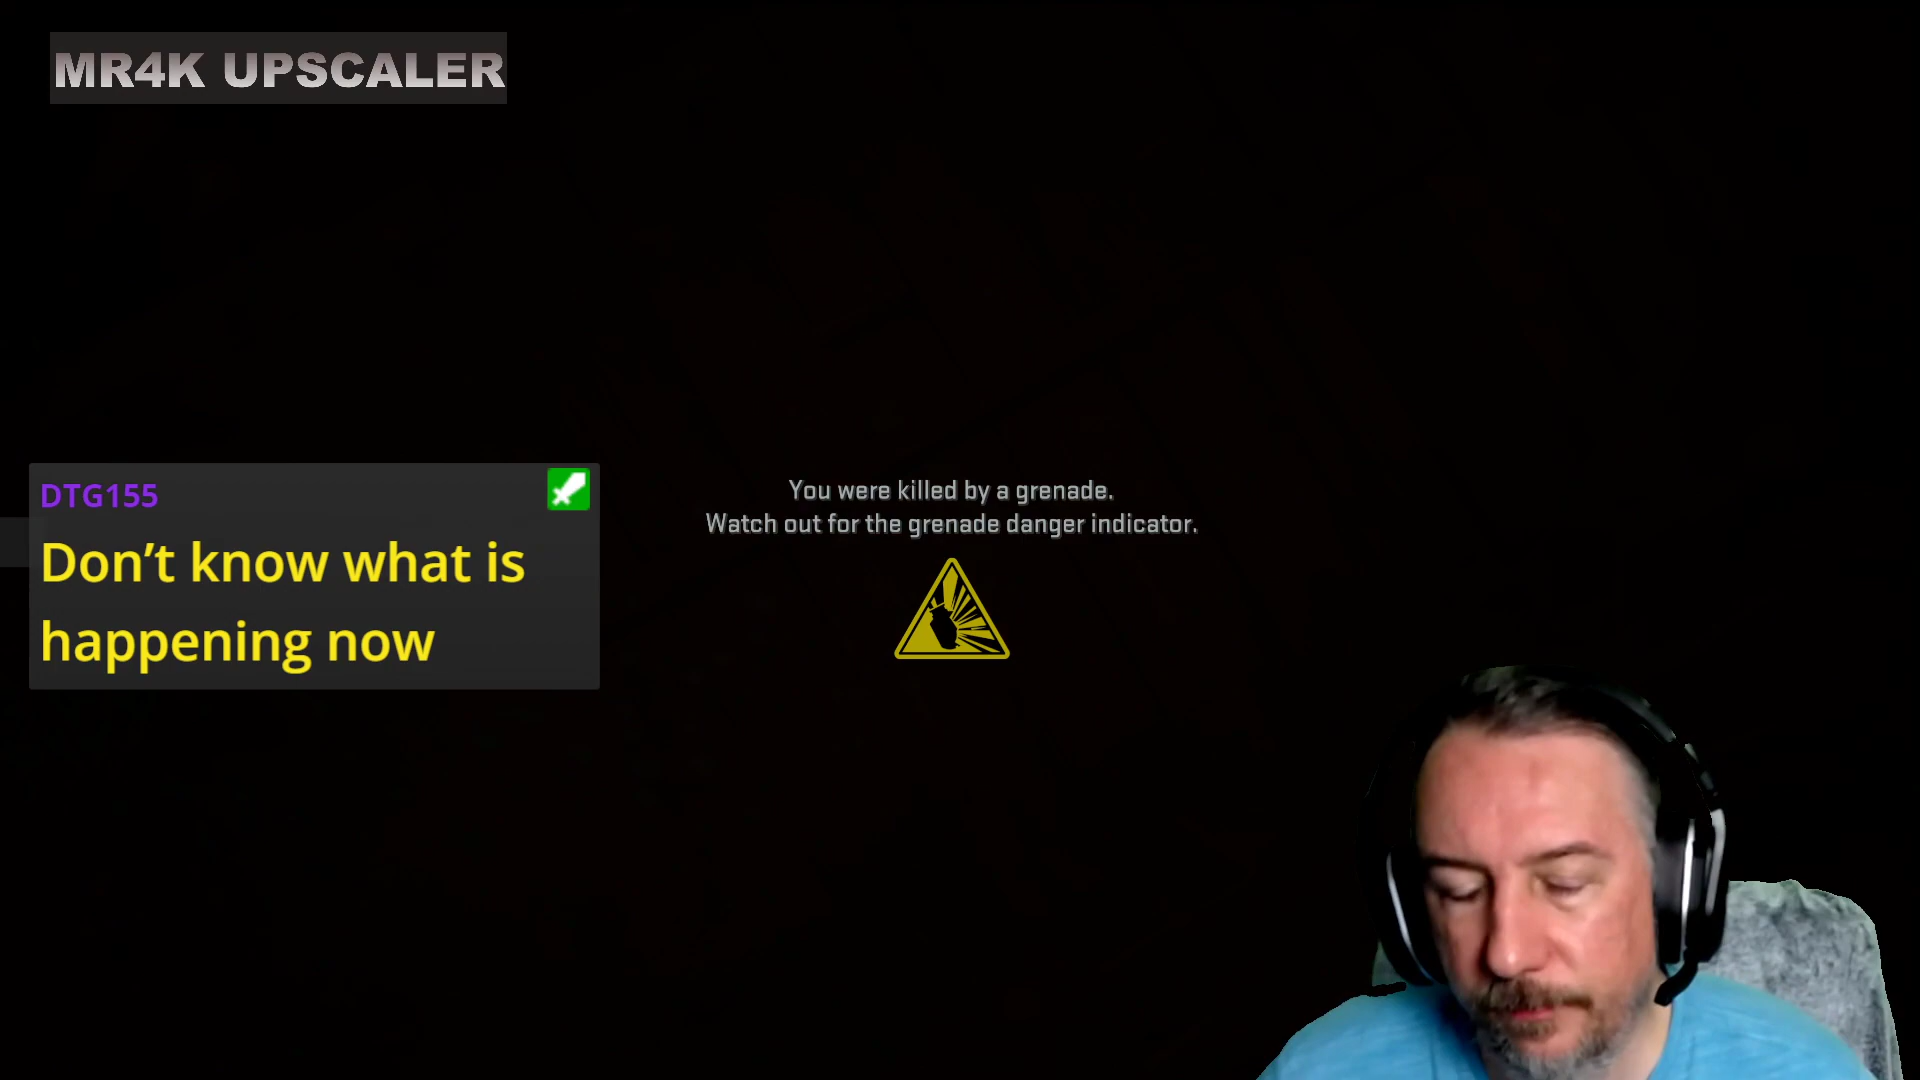 MR4K UPSCALER
DTG155
Don't know what is
happening now
You were killed by a grenade.
Watch out for the grenade danger indicator.